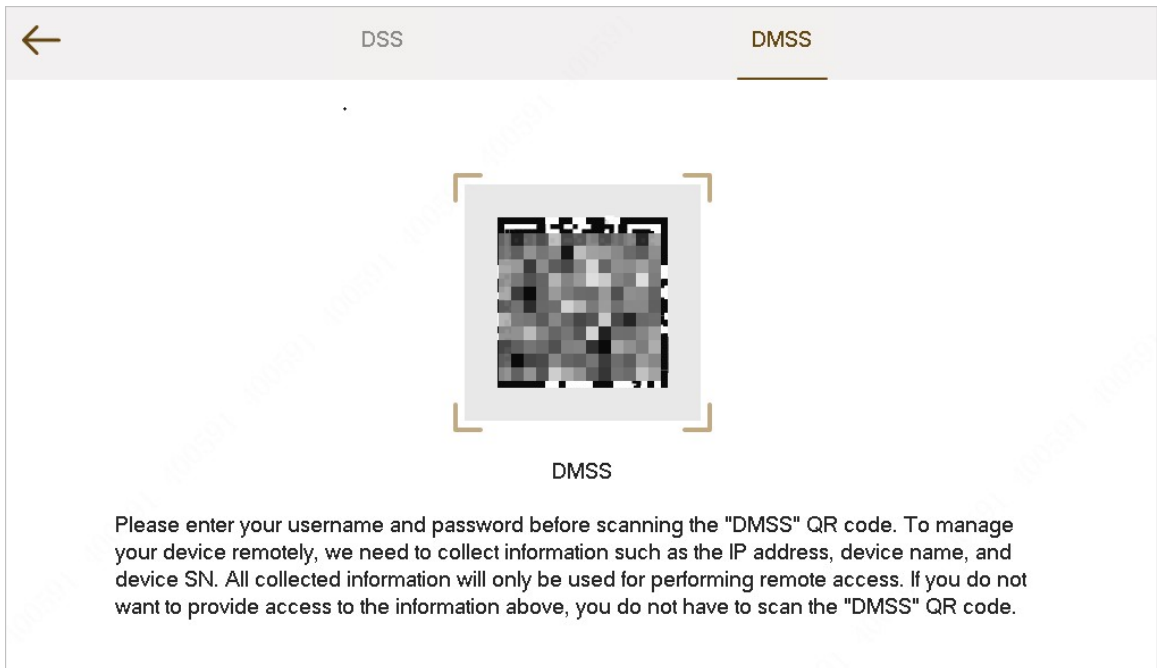 DSS
DMSS
DMSS
Please enter your username and password before scanning the "DMSS" QR code. To manage
your device remotely, we need to collect information such as the IP address, device name, and
device SN. All collected information will only be used for performing remote access. If you do not
want to provide access to the information above, you do not have to scan the "DMSS" QR code.